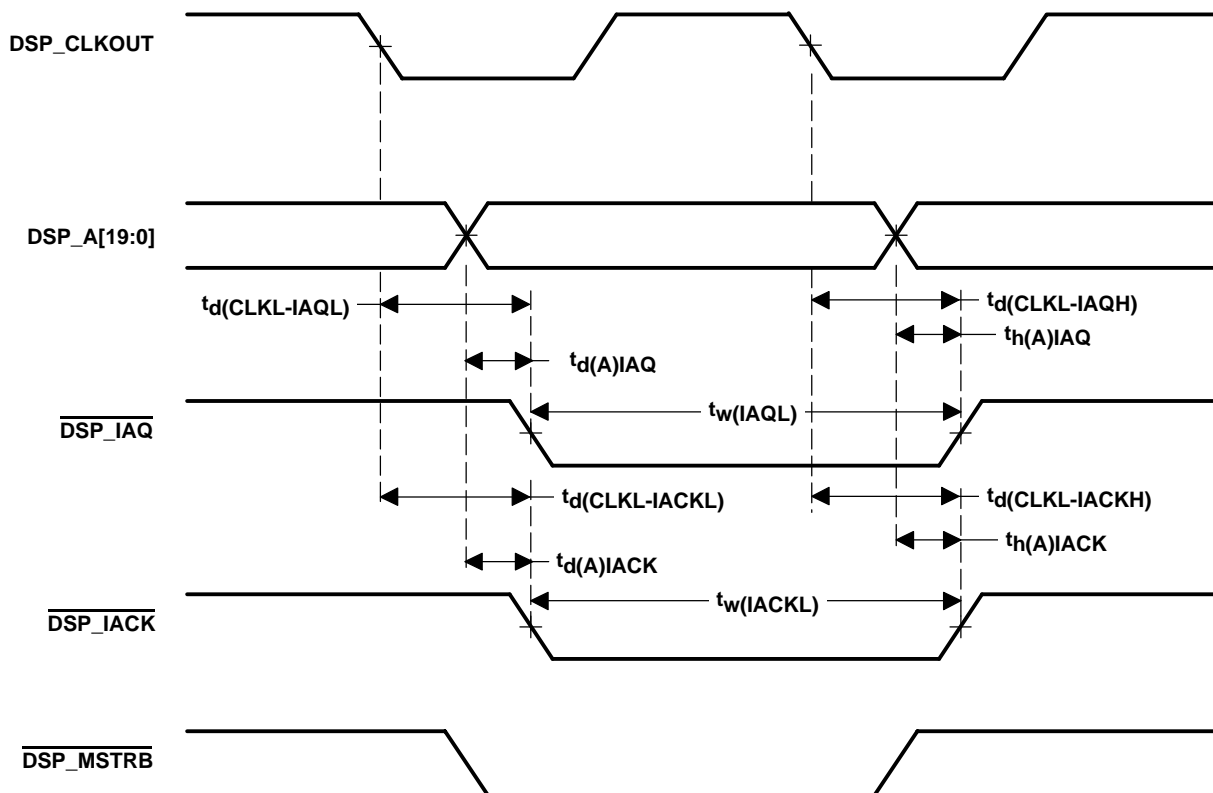 DSP_CLKOUT
DSP_A[19:0]
td(CLKL-IAQL)
td(CLKL-IAQH)
th(A)IAQ
td(A)IAQ
tw(IAQL)
DSP_IAQ
td(CLKL-IACKL)
td(CLKL-IACKH)
th(A)IACK
td(A)IACK
tw(IACKL)
DSP_IACK
DSP_MSTRB